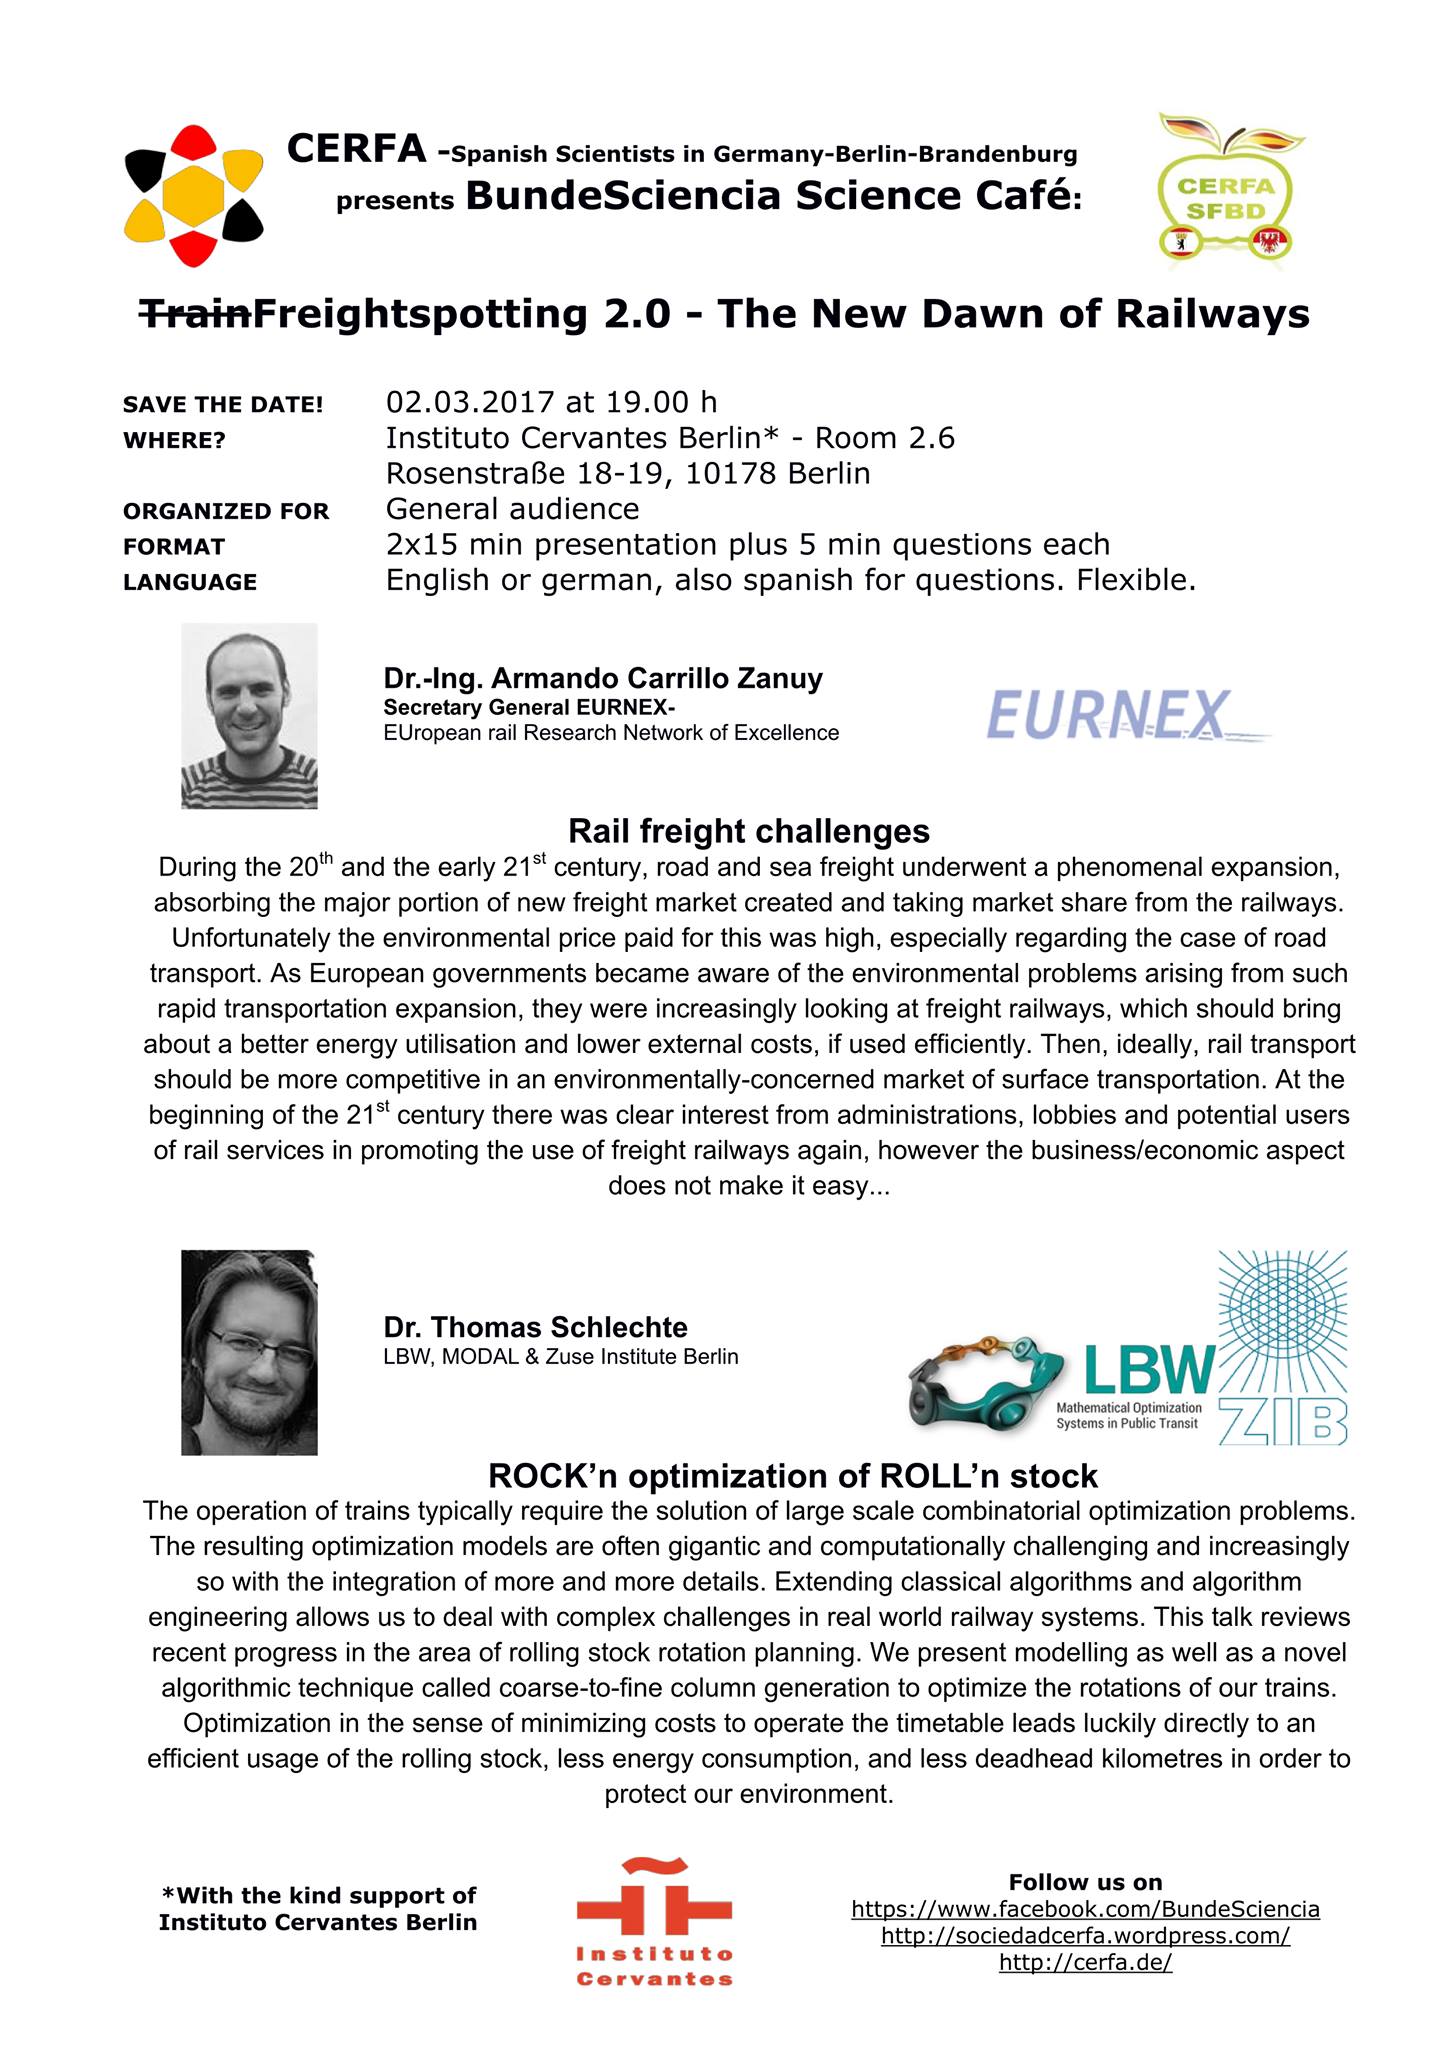 CERFA -Spanish Scientists in Germany-Berlin-Brandenburg
presents BundeSciencia Science Café:
CERFA
SFBD
TrainFreightspotting 2.0 - The New Dawn of Railways
SAVE THE DATE! 02.03.2017 at 19.00 h
WHERE? Instituto Cervantes Berlin* - Room 2.6
Rosenstraße 18-19, 10178 Berlin
ORGANIZED FOR General audience
FORMAT 2x15 min presentation plus 5 min questions each
LANGUAGE English or german, also spanish for questions. Flexible.
Dr.-Ing. Armando Carrillo Zanuy
Secretary General EURNEX-
EUropean rail Research Network of Excellence
EURNEX
Rail freight challenges
During the 20th and the early 21st century, road and sea freight underwent a phenomenal expansion,
absorbing the major portion of new freight market created and taking market share from the railways.
Unfortunately the environmental price paid for this was high, especially regarding the case of road
transport. As European governments became aware of the environmental problems arising from such
rapid transportation expansion, they were increasingly looking at freight railways, which should bring
about a better energy utilisation and lower external costs, if used efficiently. Then, ideally, rail transport
should be more competitive in an environmentally-concerned market of surface transportation. At the
beginning of the 21st century there was clear interest from administrations, lobbies and potential users
of rail services in promoting the use of freight railways again, however the business/economic aspect
does not make it easy...
Dr. Thomas Schlechte
LBW, MODAL & Zuse Institute Berlin
LBW
Mathematical Optimization
Systems in Public Transit
ZIB
ROCK’n optimization of ROLL’n stock
The operation of trains typically require the solution of large scale combinatorial optimization problems.
The resulting optimization models are often gigantic and computationally challenging and increasingly
so with the integration of more and more details. Extending classical algorithms and algorithm
engineering allows us to deal with complex challenges in real world railway systems. This talk reviews
recent progress in the area of rolling stock rotation planning. We present modelling as well as a novel
algorithmic technique called coarse-to-fine column generation to optimize the rotations of our trains.
Optimization in the sense of minimizing costs to operate the timetable leads luckily directly to an
efficient usage of the rolling stock, less energy consumption, and less deadhead kilometres in order to
protect our environment.
*With the kind support of
Instituto Cervantes Berlin
Instituto
Cervantes
Follow us on
https://www.facebook.com/BundeSciencia
http://sociedadcerfa.wordpress.com/
http://cerfa.de/